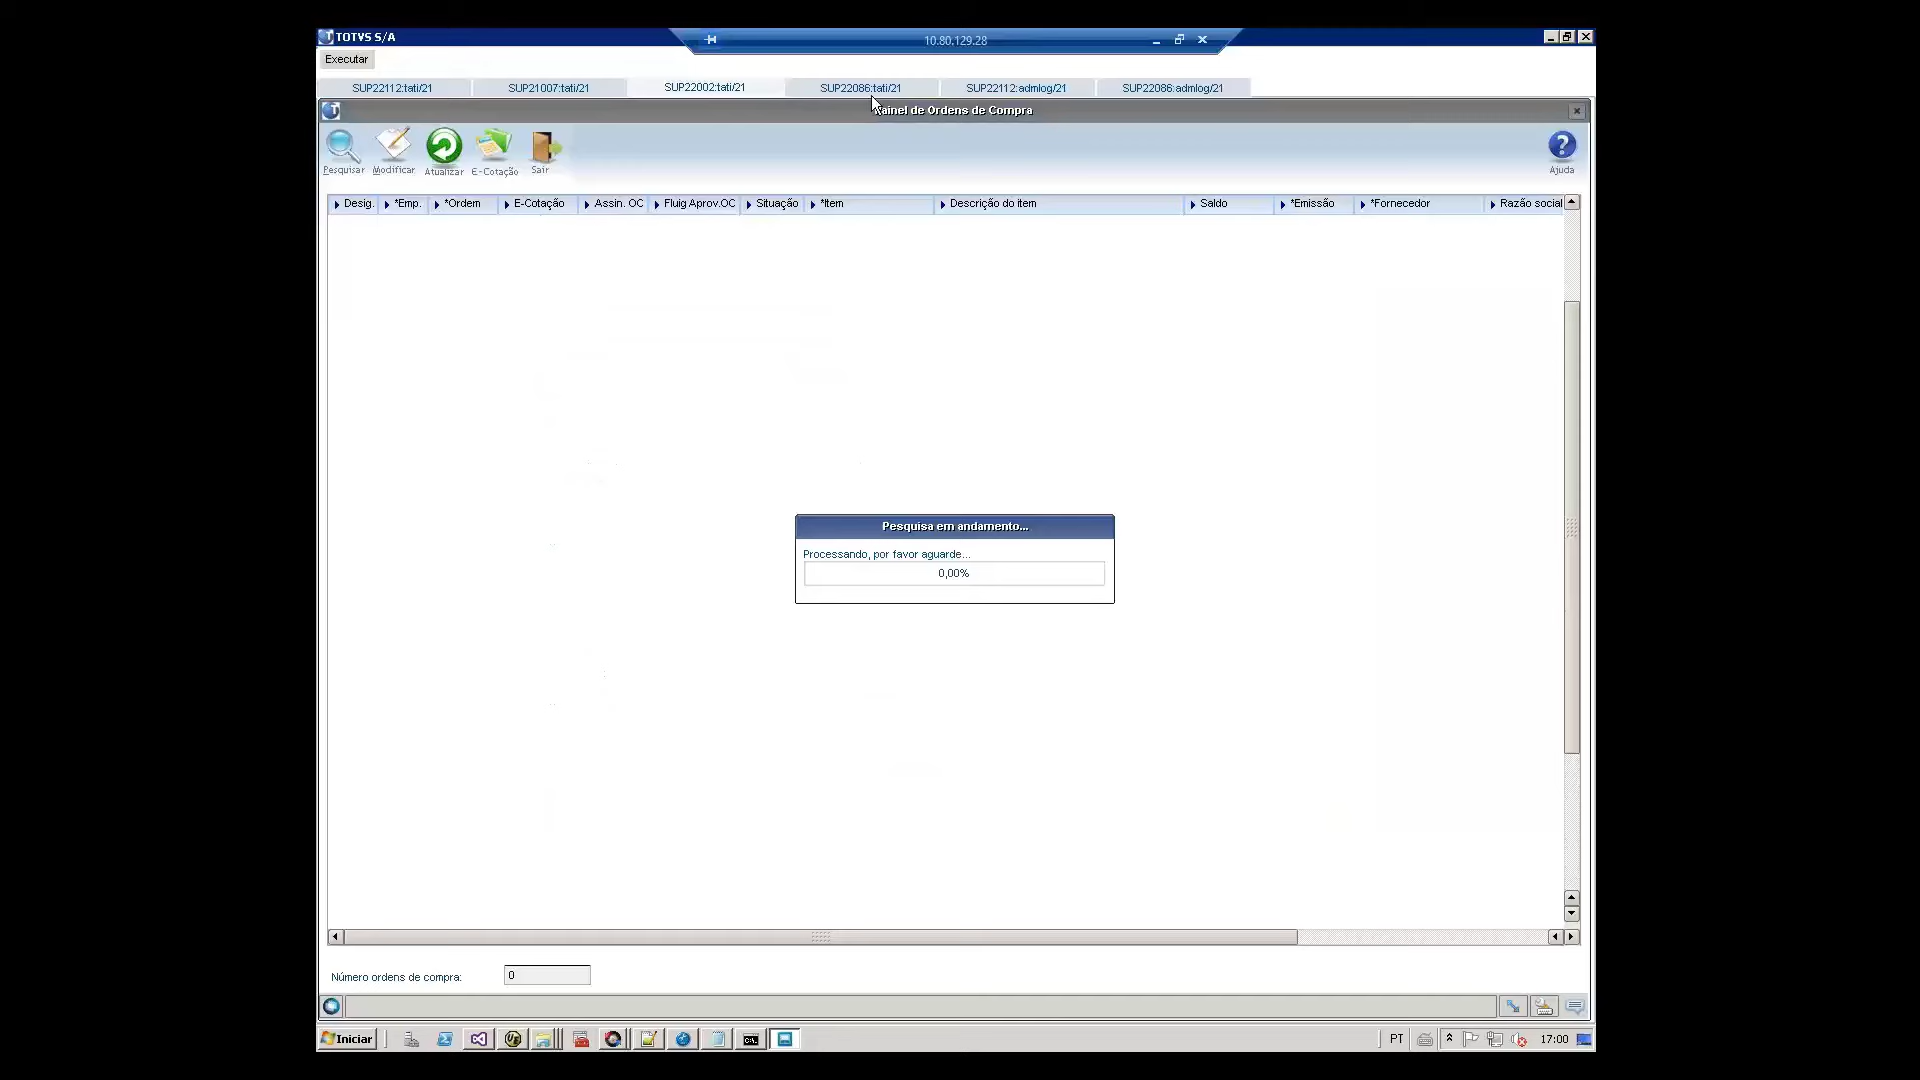 TOTVS S/A
10.80.129.28
Executar
SUP22112:tati/21
SUP21007:tati/21
SUP22002:tati/21
SUP22086:tati/21
SUP22112:admlog/21
SUP22086:admlog/21
ainel de Ordens de Compra
Pesquisar
Modificar
Atualizar
E-Cotação
Sair
Ajuda
Desig.
*Emp.
*Ordem
E-Cotação
Assin. OC
Fluig Aprov.OC
Situação
*Item
Descrição do item
Saldo
*Emissão
*Fornecedor
Razão social
Pesquisa em andamento...
Processando, por favor aguarde...
0,00%
Número ordens de compra:
0
Iniciar
PT
17:00